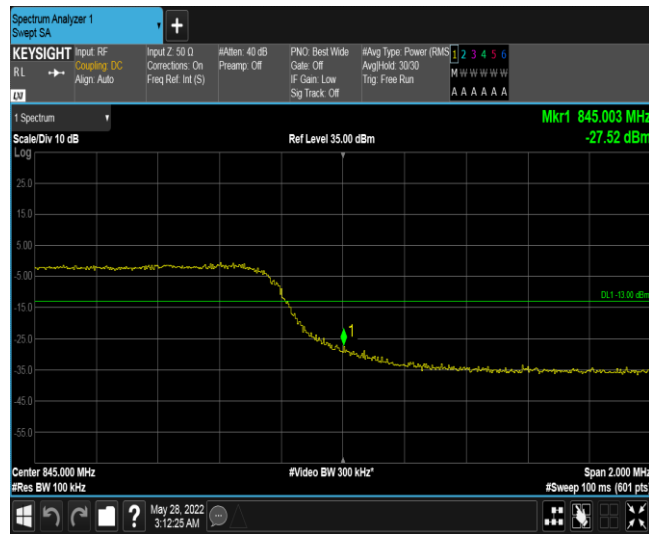 Spectrum Analyzer 1
Swept SA
+
KEYSIGHT Input: RF Input Z: 50 Ω #Atten: 40 dB PNO: Best Wide #Avg Type: Power (RMS 1 2 3 4 5 6
RL Coupling: DC Corrections: On Preamp: Off Gate: Off Avg|Hold: 30/30 M W W W W W
Align: Auto Freq Ref: Int (S) IF Gain: Low Trig: Free Run
LXI Sig Track: Off A A A A A A
1 Spectrum Mkr1 845.003 MHz
Scale/Div 10 dB Ref Level 35.00 dBm -27.52 dBm
Log
25.0
15.0
5.00
-5.00
DL1 -13.00 dBm
-15.0
1
-25.0
-35.0
-45.0
-55.0
Center 845.000 MHz #Video BW 300 kHz* Span 2.000 MHz
#Res BW 100 kHz #Sweep 100 ms (601 pts)
? May 28, 2022
3:12:25 AM